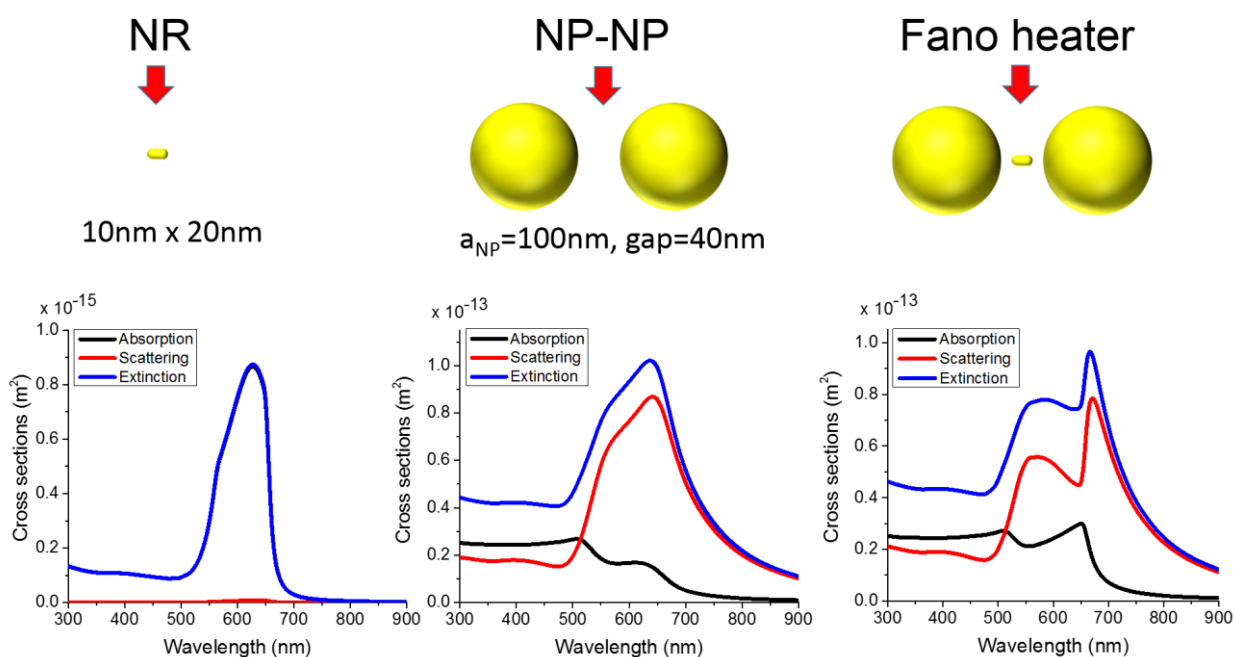 NR
NP-NP
Fano heater
10nm x 20nm
aNP=100nm, gap=40nm
x 10-15
1.0
0.8
0.6
0.4
0.2
0.0
300 400 500 600 700 800 900
Cross sections (m2)
Wavelength (nm)
Absorption
Scattering
Extinction
x 10-13
1.0
0.8
0.6
0.4
0.2
0.0
300 400 500 600 700 800 900
Cross sections (m2)
Wavelength (nm)
Absorption
Scattering
Extinction
x 10-13
1.0
0.8
0.6
0.4
0.2
0.0
300 400 500 600 700 800 900
Cross sections (m2)
Wavelength (nm)
Absorption
Scattering
Extinction